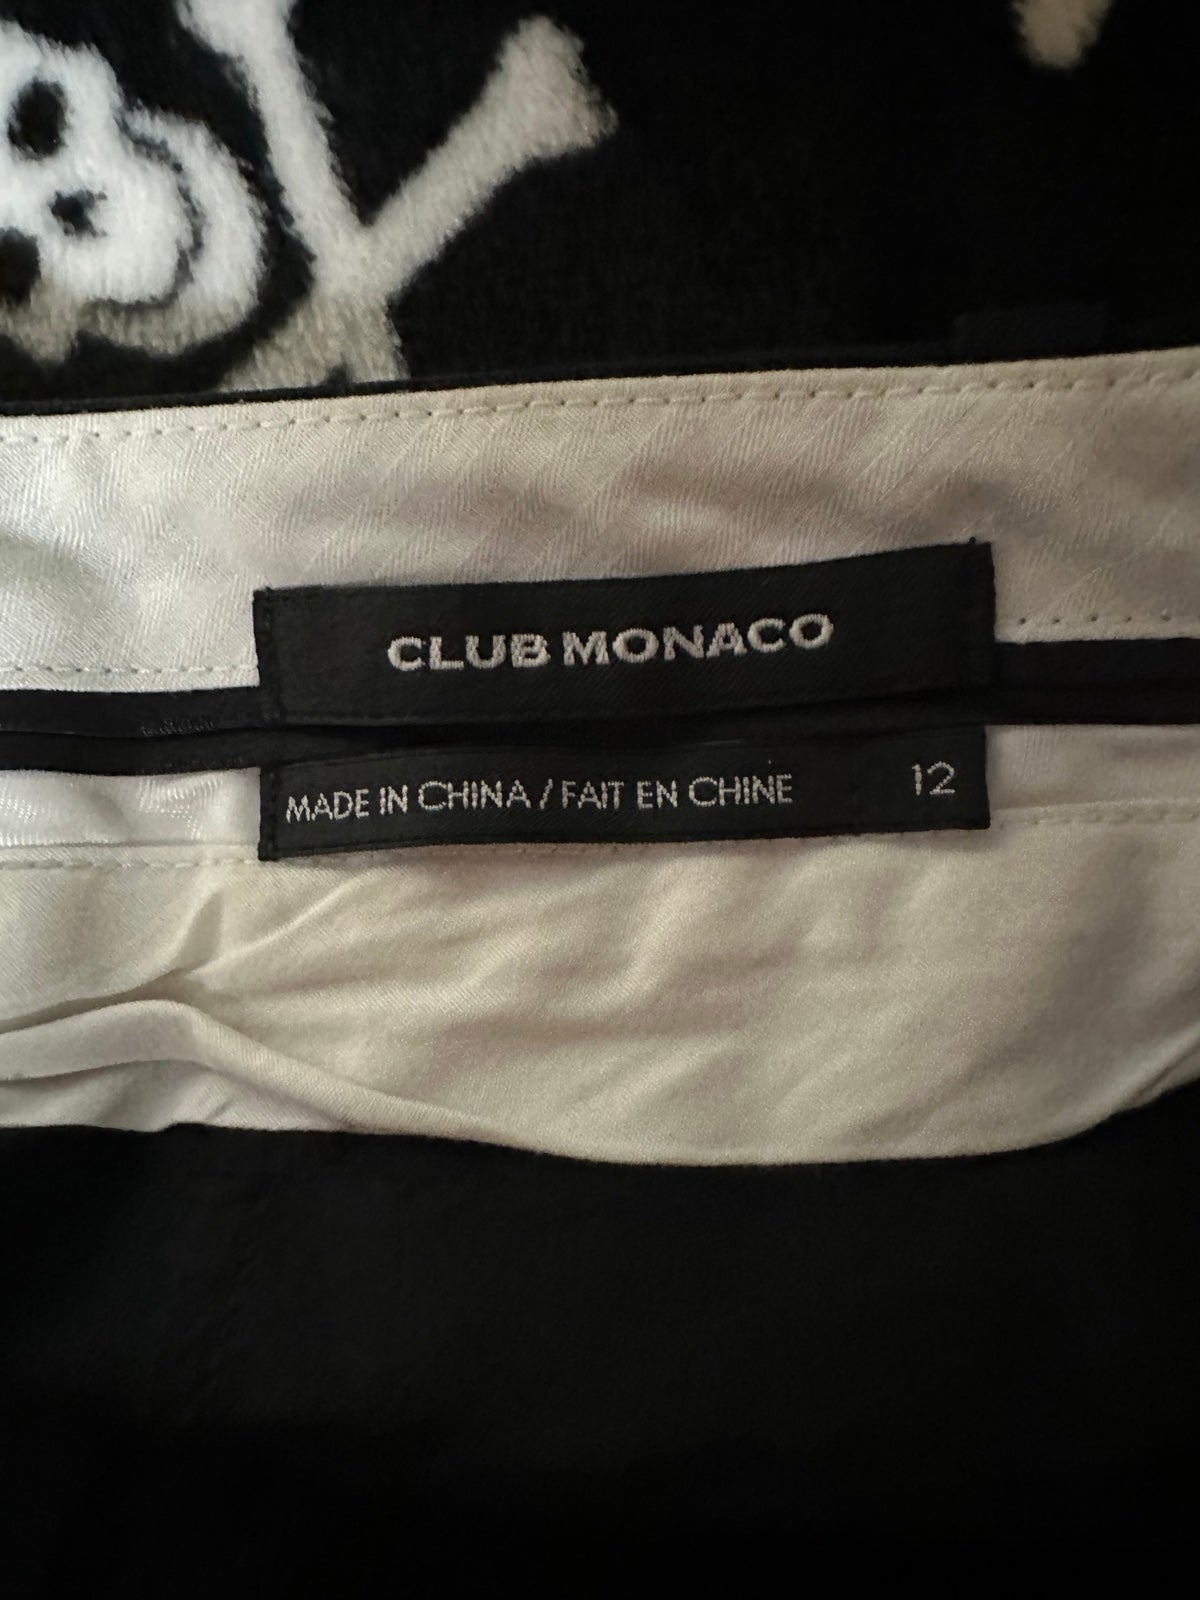 CLUB MONACO
MADE IN CHINA / FAIT EN CHINE 12